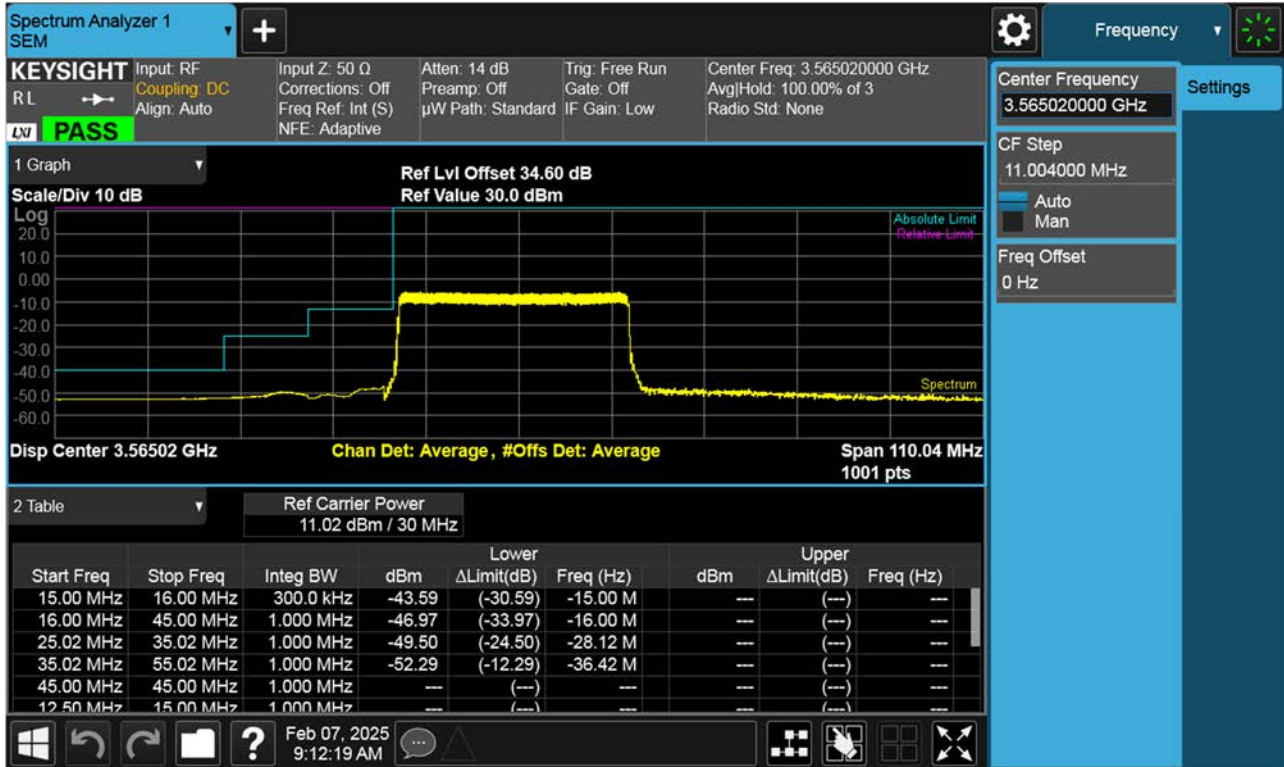 Spectrum Analyzer 1
SEM
Frequency
KEYSIGHT
RL
LXI PASS
Input: RF
Coupling: DC
Align: Auto
Input Z: 50 Ω
Corrections: Off
Freq Ref: Int (S)
NFE: Adaptive
Atten: 14 dB
Preamp: Off
µW Path: Standard
Trig: Free Run
Gate: Off
IF Gain: Low
Center Freq: 3.565020000 GHz
Avg|Hold: 100.00% of 3
Radio Std: None
Center Frequency
3.565020000 GHz
Settings
CF Step
11.004000 MHz
Auto
Man
Freq Offset
0 Hz
1 Graph
Scale/Div 10 dB
Ref Lvl Offset 34.60 dB
Ref Value 30.0 dBm
Log
20.0
10.0
0.00
-10.0
-20.0
-30.0
-40.0
-50.0
-60.0
Absolute Limit
Relative Limit
Spectrum
Disp Center 3.56502 GHz
Chan Det: Average, #Offs Det: Average
Span 110.04 MHz
1001 pts
2 Table
Ref Carrier Power
11.02 dBm / 30 MHz
Lower Upper
Start Freq Stop Freq Integ BW dBm ΔLimit(dB) Freq (Hz) dBm ΔLimit(dB) Freq (Hz)
15.00 MHz 16.00 MHz 300.0 kHz -43.59 (-30.59) -15.00 M --- (---) ---
16.00 MHz 45.00 MHz 1.000 MHz -46.97 (-33.97) -16.00 M --- (---) ---
25.02 MHz 35.02 MHz 1.000 MHz -49.50 (-24.50) -28.12 M --- (---) ---
35.02 MHz 55.02 MHz 1.000 MHz -52.29 (-12.29) -36.42 M --- (---) ---
45.00 MHz 45.00 MHz 1.000 MHz --- (---) --- --- (---) ---
12.50 MHz 15.00 MHz 1.000 MHz --- (---) --- --- (---) ---
?
Feb 07, 2025
9:12:19 AM